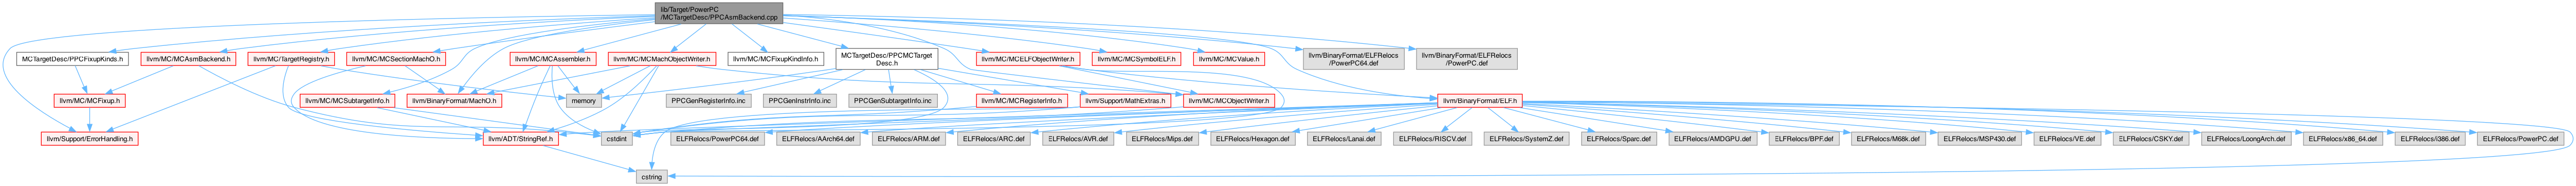 lib/Target/PowerPC
/MCTargetDesc/PPCAsmBackend.cpp
MCTargetDesc/PPCFixupKinds.h
llvm/MC/MCAsmBackend.h
llvm/MC/TargetRegistry.h
llvm/MC/MCSectionMachO.h
llvm/MC/MCAssembler.h
llvm/MC/MCMachObjectWriter.h
llvm/MC/MCFixupKindInfo.h
MCTargetDesc/PPCMCTarget
Desc.h
llvm/MC/MCELFObjectWriter.h
llvm/MC/MCSymbolELF.h
llvm/MC/MCValue.h
llvm/BinaryFormat/ELFRelocs
/PowerPC64.def
llvm/BinaryFormat/ELFRelocs
/PowerPC.def
llvm/MC/MCFixup.h
llvm/MC/MCSubtargetInfo.h
llvm/BinaryFormat/MachO.h
memory
PPCGenRegisterInfo.inc
PPCGenInstrInfo.inc
PPCGenSubtargetInfo.inc
llvm/MC/MCRegisterInfo.h
llvm/Support/MathExtras.h
llvm/MC/MCObjectWriter.h
llvm/BinaryFormat/ELF.h
llvm/Support/ErrorHandling.h
llvm/ADT/StringRef.h
cstdint
ELFRelocs/PowerPC64.def
ELFRelocs/AArch64.def
ELFRelocs/ARM.def
ELFRelocs/ARC.def
ELFRelocs/AVR.def
ELFRelocs/Mips.def
ELFRelocs/Hexagon.def
ELFRelocs/Lanai.def
ELFRelocs/RISCV.def
ELFRelocs/SystemZ.def
ELFRelocs/Sparc.def
ELFRelocs/AMDGPU.def
ELFRelocs/BPF.def
ELFRelocs/M68k.def
ELFRelocs/MSP430.def
ELFRelocs/VE.def
ELFRelocs/CSKY.def
ELFRelocs/LoongArch.def
ELFRelocs/x86_64.def
ELFRelocs/i386.def
ELFRelocs/PowerPC.def
cstring